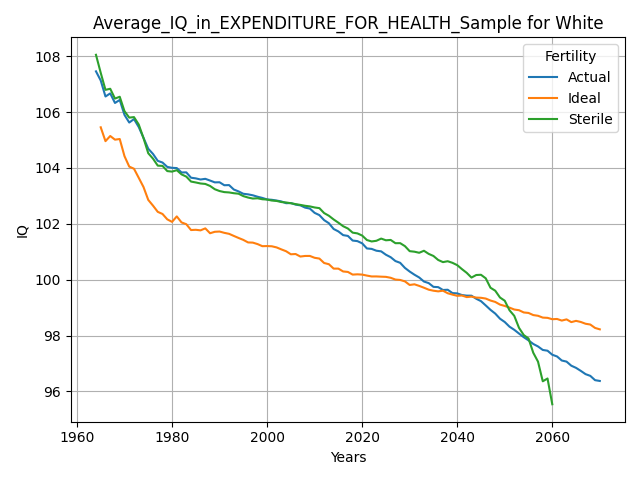 Average_IQ_in_EXPENDITURE_FOR_HEALTH_Sample for White
Fertility
Actual
Ideal
Sterile
IQ
108
106
104
102
100
98
96
1960
1980
2000
2020
2040
2060
Years